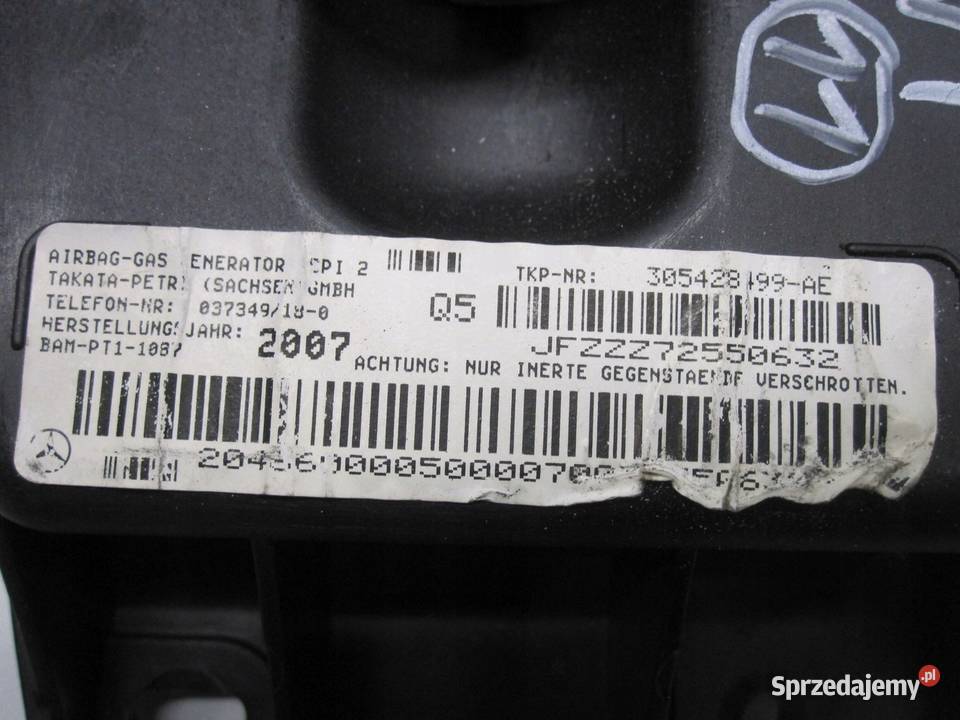 AIRBAG-GAS ENERATOR SPI 2
TAKATA-PETRI (SACHSEN) GMBH
TELEFON-NR: 037349/18-0
HERSTELLUNGSJAHR: 2007
BAM-PT1-1087
Q5
TKP-NR: 305428499-AE
JFZZZ72550632
ACHTUNG: NUR INERTE GEGENSTAENDE VERSCHROTTEN.
Sprzedajemy.pl